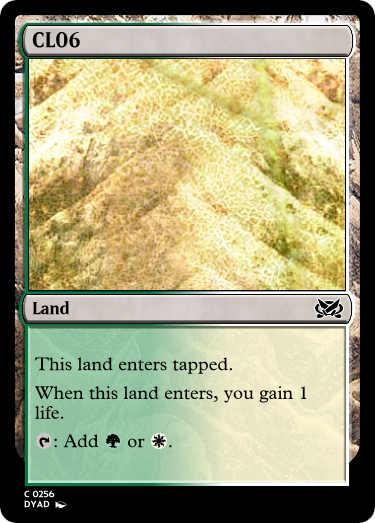 CL06
Land
This land enters tapped.
When this land enters, you gain 1
life.
: Add or .
C 0256
DYAD